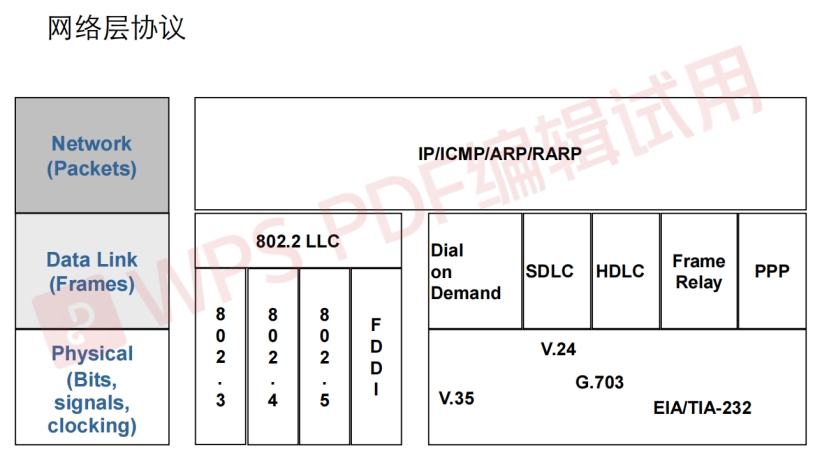 网络层协议
Network
(Packets)
IP/ICMP/ARP/RARP
Data Link
(Frames)
802.2 LLC
Dial
on
Demand
SDLC
HDLC
Frame
Relay
PPP
802.3
802.4
802.5
FDDI
Physical
(Bits,
signals,
clocking)
V.35
V.24
G.703
EIA/TIA-232
WPS PDF编辑试用